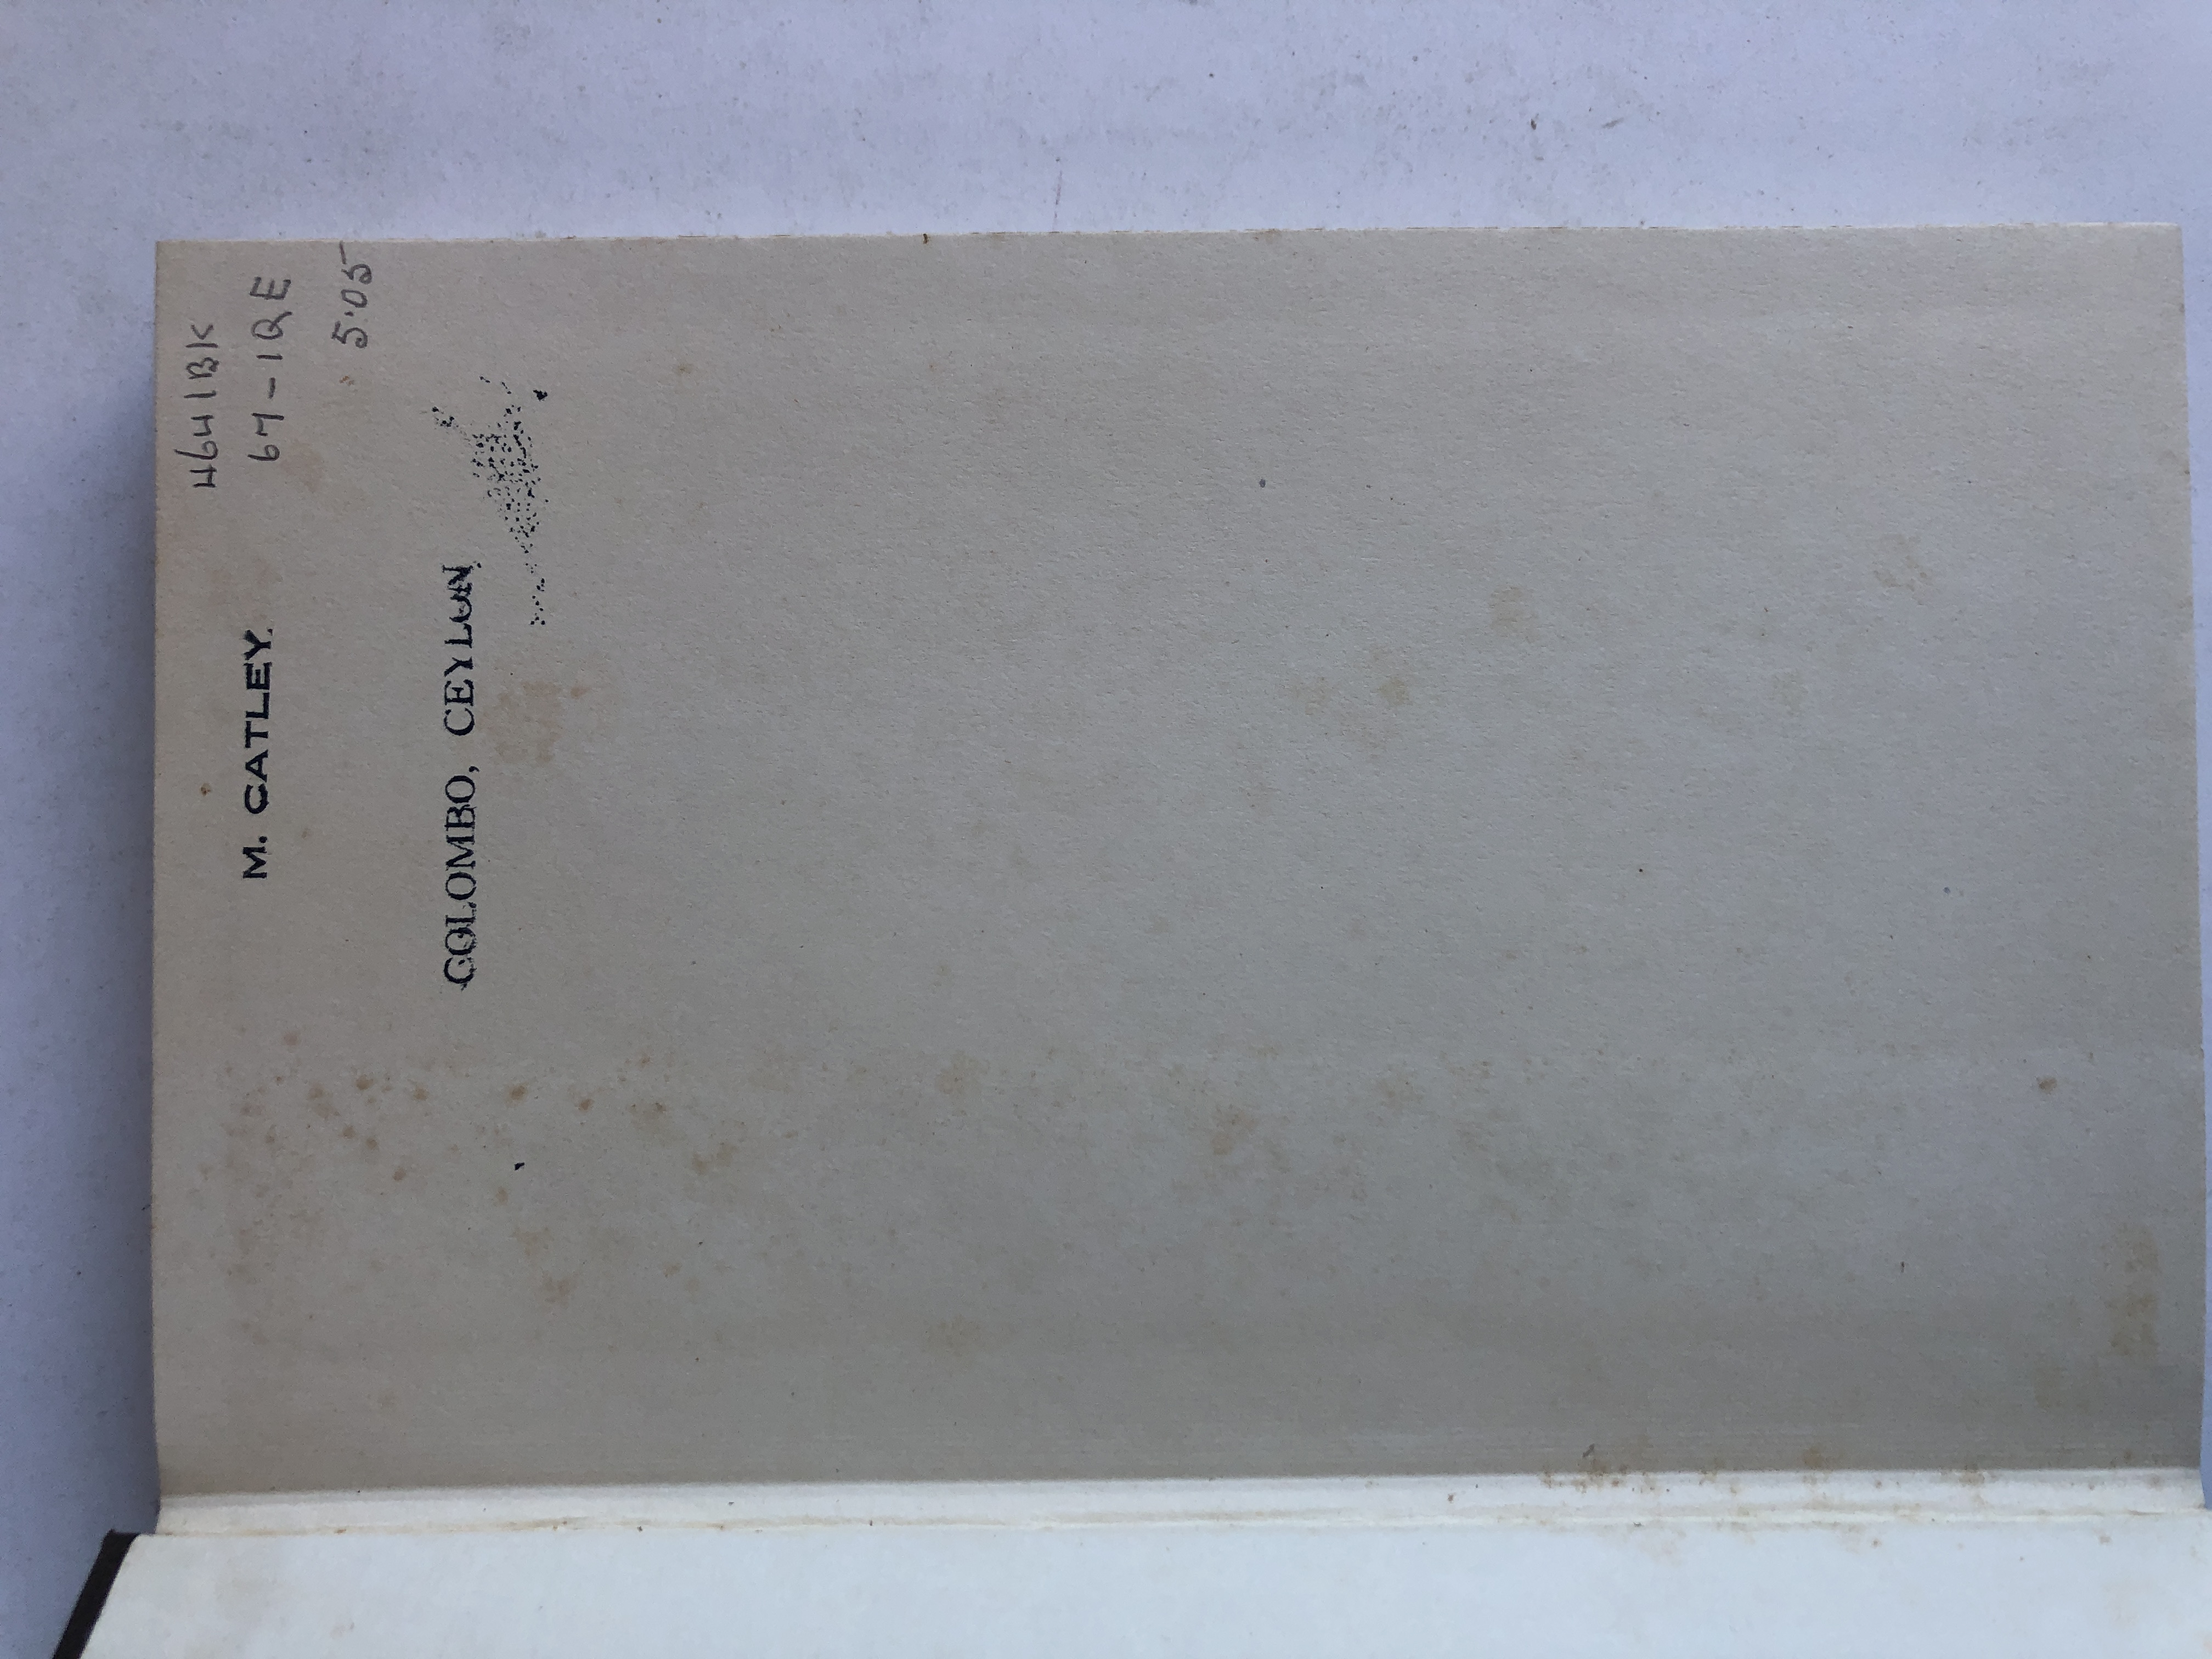 4641BK
67-1QE
5.05
M. CATLEY.
COLOMBO, CEYLON